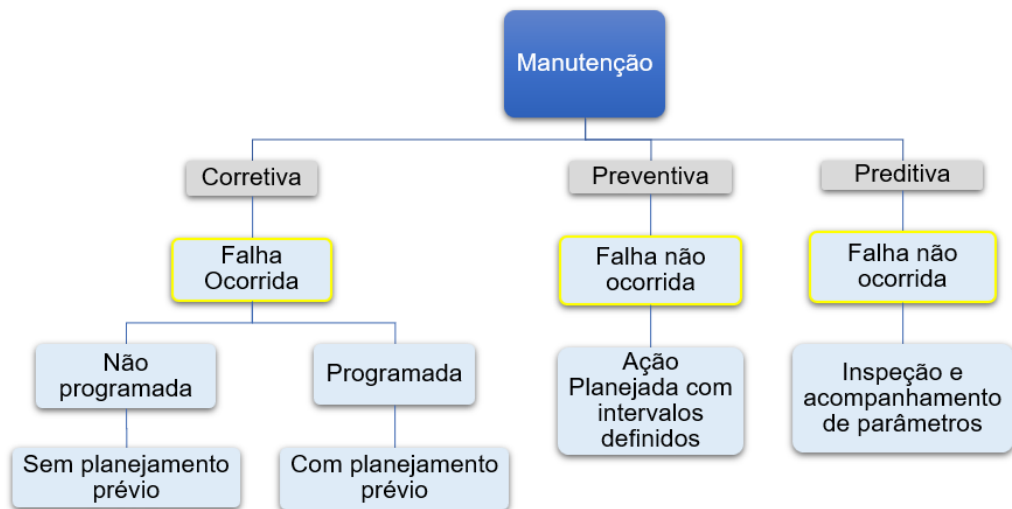 Manutenção
Corretiva
Preventiva
Preditiva
Falha
Ocorrida
Falha não
ocorrida
Falha não
ocorrida
Não
programada
Programada
Ação
Planejada com
intervalos
definidos
Inspeção e
acompanhamento
de parâmetros
Sem planejamento
prévio
Com planejamento
prévio